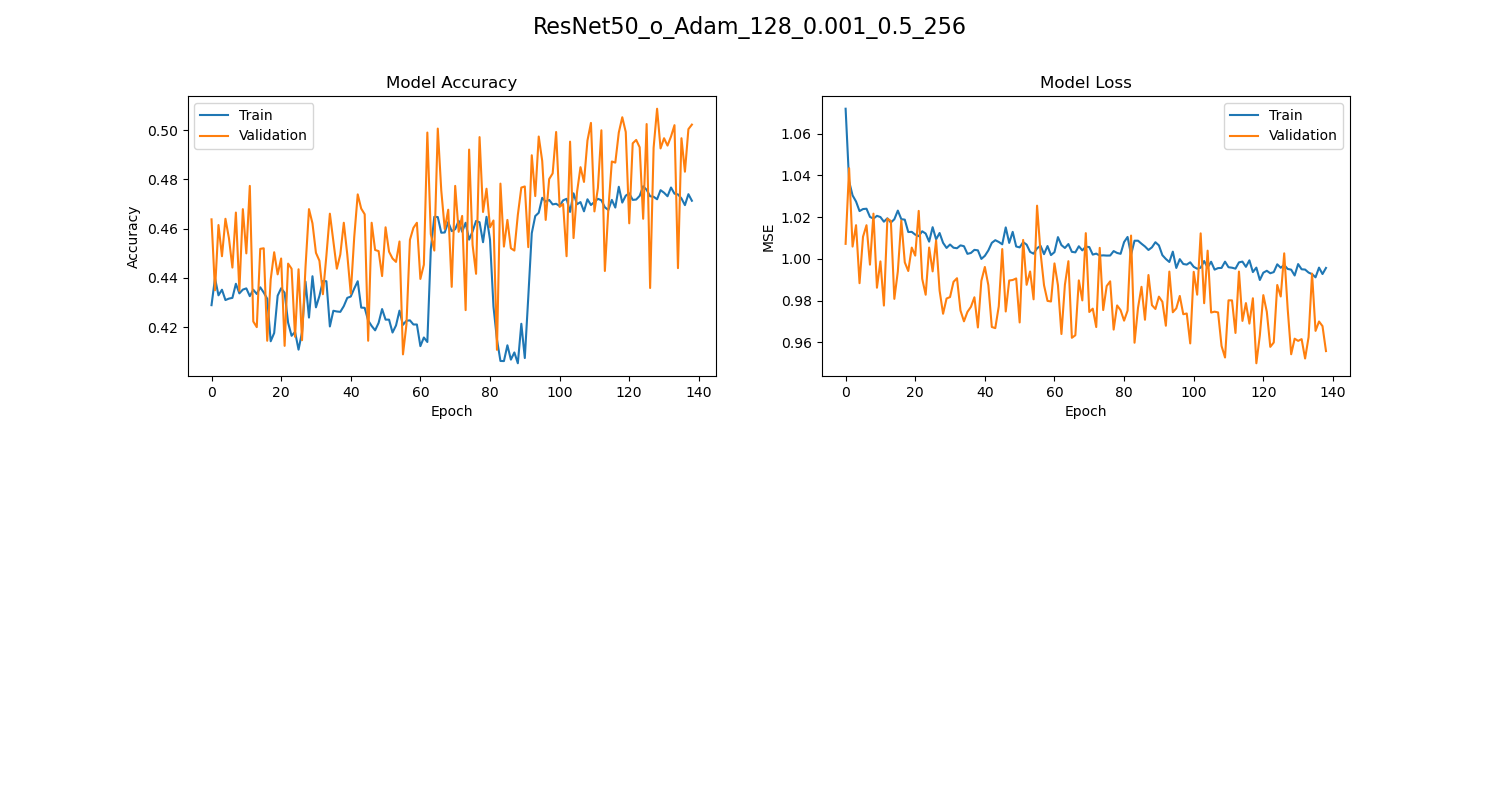 ResNet50_o_Adam_128_0.001_0.5_256
Model Accuracy
Train
Validation
0.50
0.48
0.46
0.44
0.42
Accuracy
0 20 40 60 80 100 120 140
Epoch
Model Loss
Train
Validation
1.06
1.04
1.02
1.00
0.98
0.96
MSE
0 20 40 60 80 100 120 140
Epoch